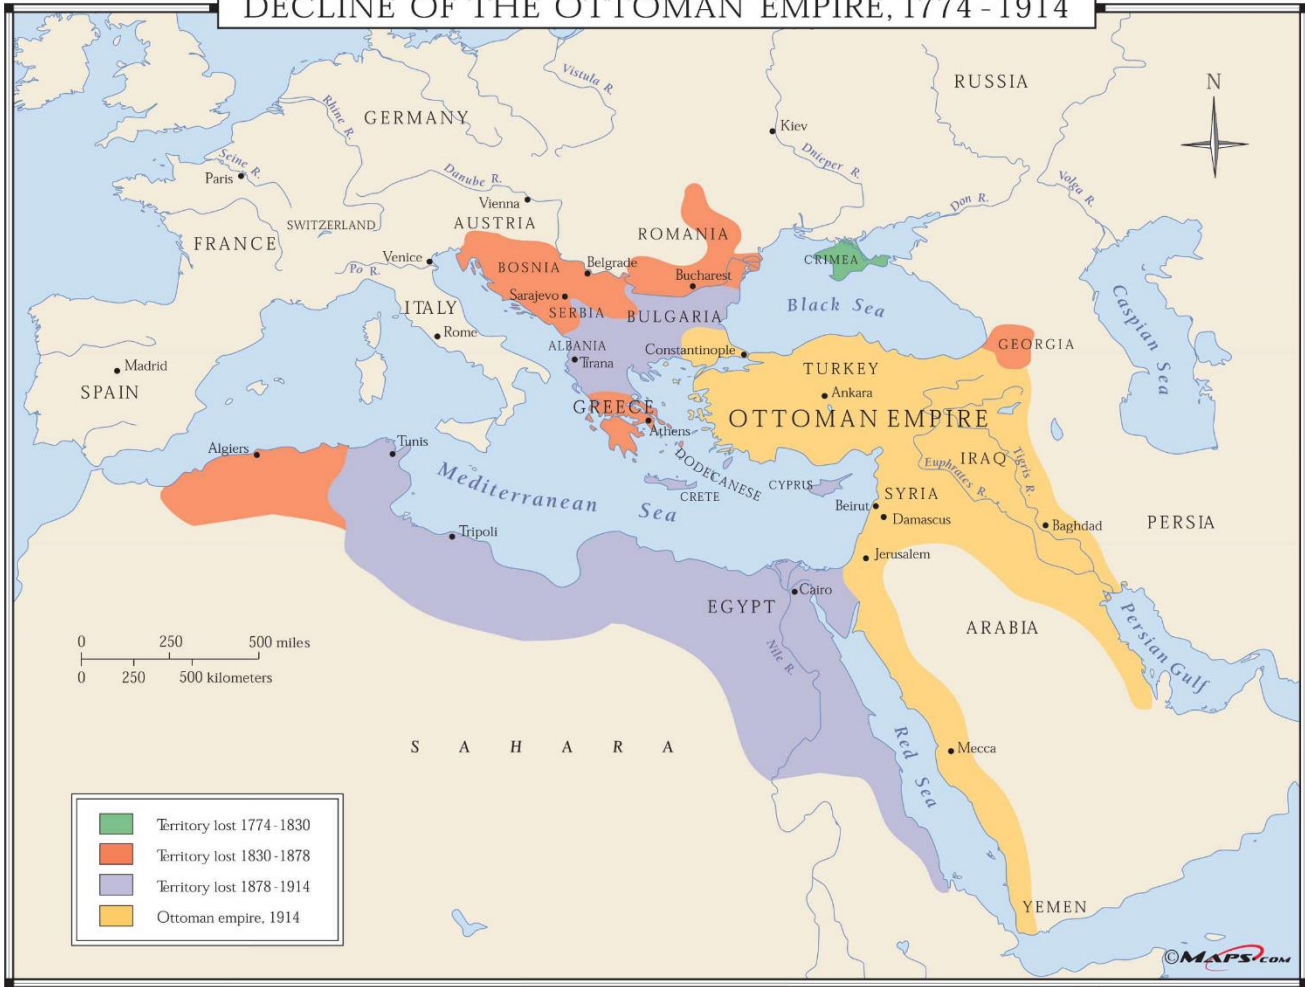 DECLINE OF THE OTTOMAN EMPIRE, 1774-1914
RUSSIA
N
Vistula R.
Rhine R.
GERMANY
Kiev
Dnieper R.
Seine R.
Paris
Danube R.
Vienna
Volga R.
Don R.
SWITZERLAND
AUSTRIA
FRANCE
ROMANIA
Venice
Po R.
BOSNIA
Belgrade
CRIMEA
Bucharest
Sarajevo
SERBIA
BULGARIA
Black Sea
Caspian Sea
ITALY
Rome
ALBANIA
Tirana
Constantinople
GEORGIA
Madrid
SPAIN
TURKEY
Ankara
GREECE
Athens
OTTOMAN EMPIRE
Algiers
Tunis
DODECANESE
IRAQ
Tigris R.
Euphrates R.
Mediterranean Sea
CRETE
CYPRUS
SYRIA
Beirut
Damascus
Baghdad
PERSIA
Tripoli
Jerusalem
EGYPT
Cairo
ARABIA
Persian Gulf
Nile R.
0 250 500 miles
0 250 500 kilometers
SAHARA
Red Sea
Mecca
Territory lost 1774-1830
Territory lost 1830-1878
Territory lost 1878-1914
Ottoman empire, 1914
YEMEN
©MAPS.COM